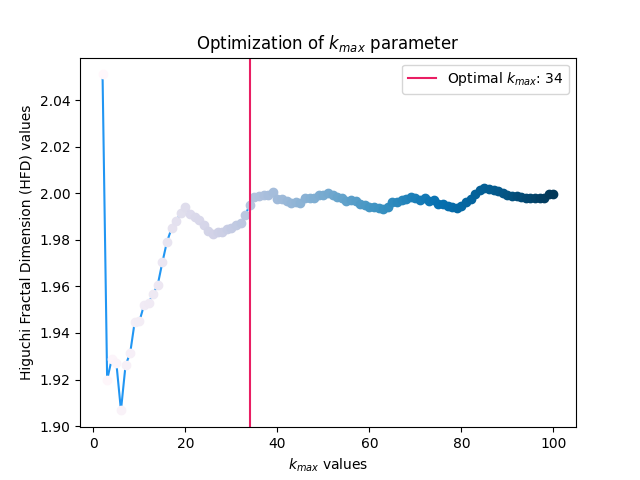 Optimization of k_max parameter
Optimal k_max: 34
Higuchi Fractal Dimension (HFD) values
2.04
2.02
2.00
1.98
1.96
1.94
1.92
1.90
0 20 40 60 80 100
k_max values